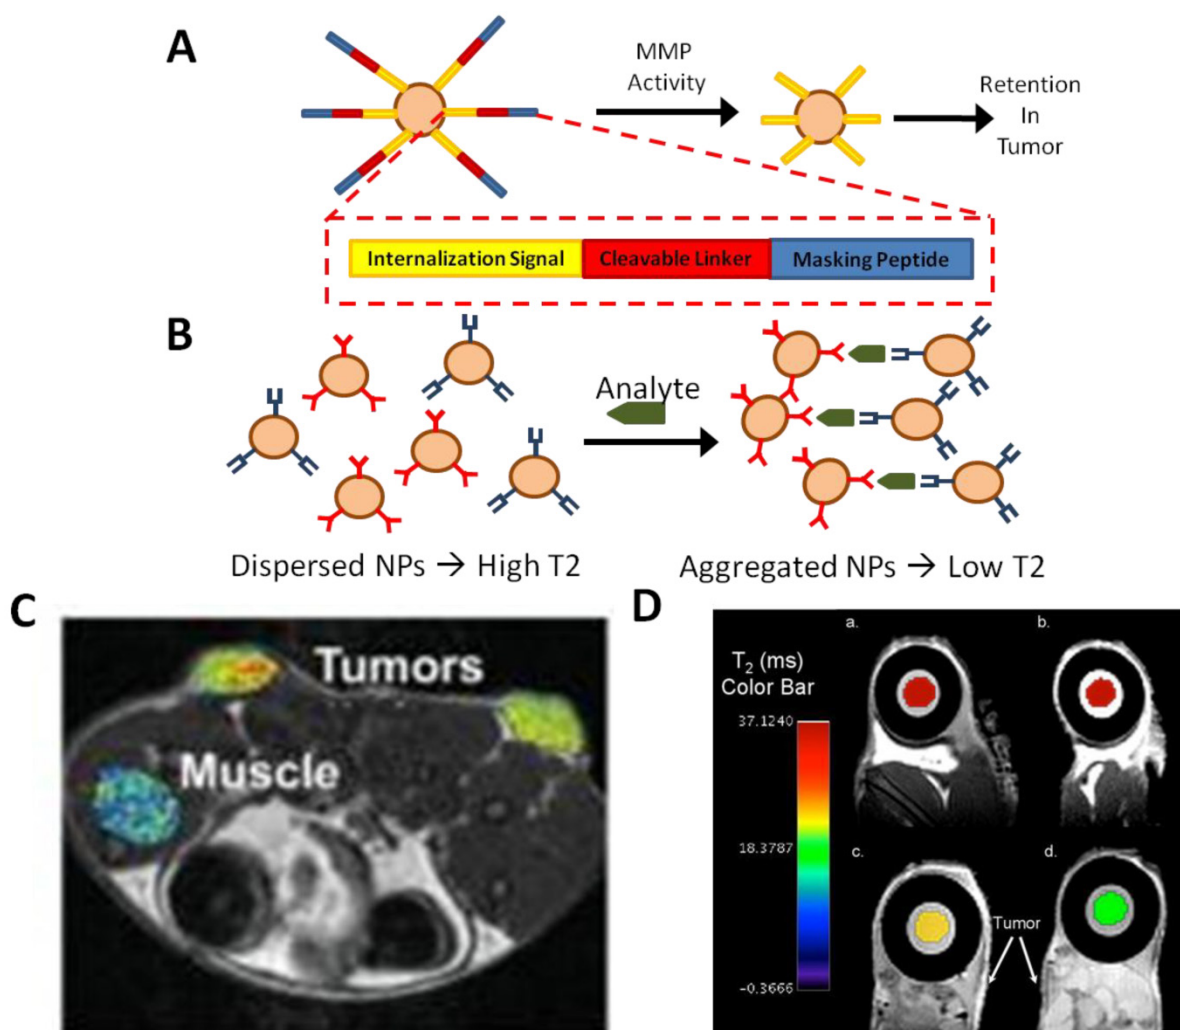 A
MMP
Activity
Retention
In
Tumor
Internalization Signal
Cleavable Linker
Masking Peptide
B
Analyte
Dispersed NPs → High T2
Aggregated NPs → Low T2
C
Tumors
Muscle
D
a.
b.
T2 (ms)
Color Bar
37.1240
18.3787
-0.3666
c.
d.
Tumor